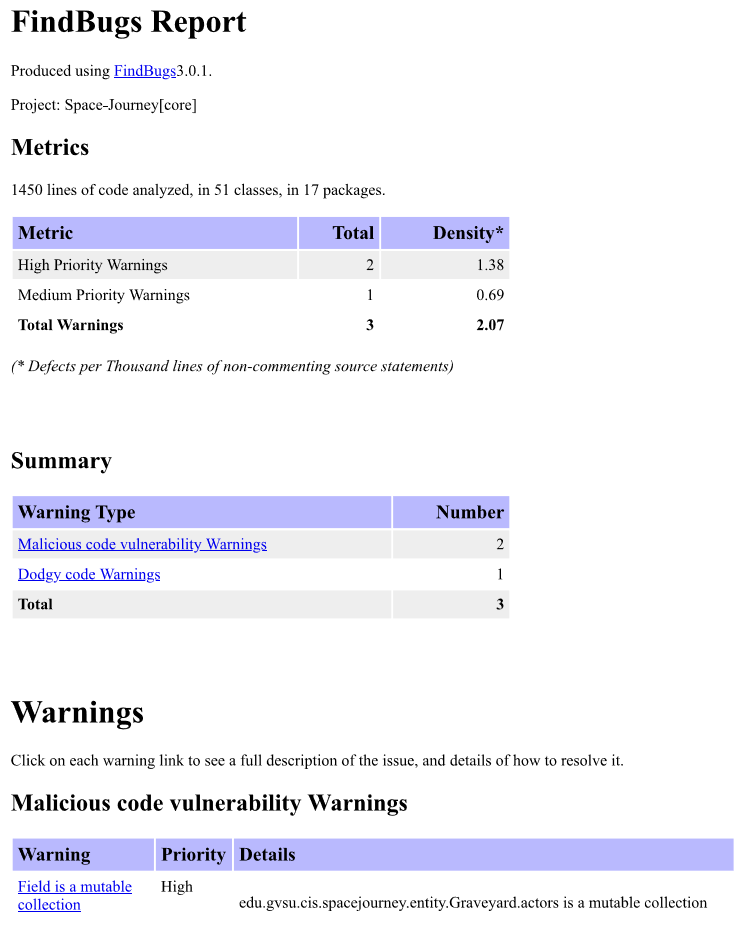 FindBugs Report
Produced using FindBugs3.0.1.
Project: Space-Journey[core]
Metrics
1450 lines of code analyzed, in 51 classes, in 17 packages.
Metric Total Density*
High Priority Warnings 2 1.38
Medium Priority Warnings 1 0.69
Total Warnings 3 2.07
(* Defects per Thousand lines of non-commenting source statements)
Summary
Warning Type Number
Malicious code vulnerability Warnings 2
Dodgy code Warnings 1
Total 3
Warnings
Click on each warning link to see a full description of the issue, and details of how to resolve it.
Malicious code vulnerability Warnings
Warning Priority Details
Field is a mutable High
collection
edu.gvsu.cis.spacejourney.entity.Graveyard.actors is a mutable collection